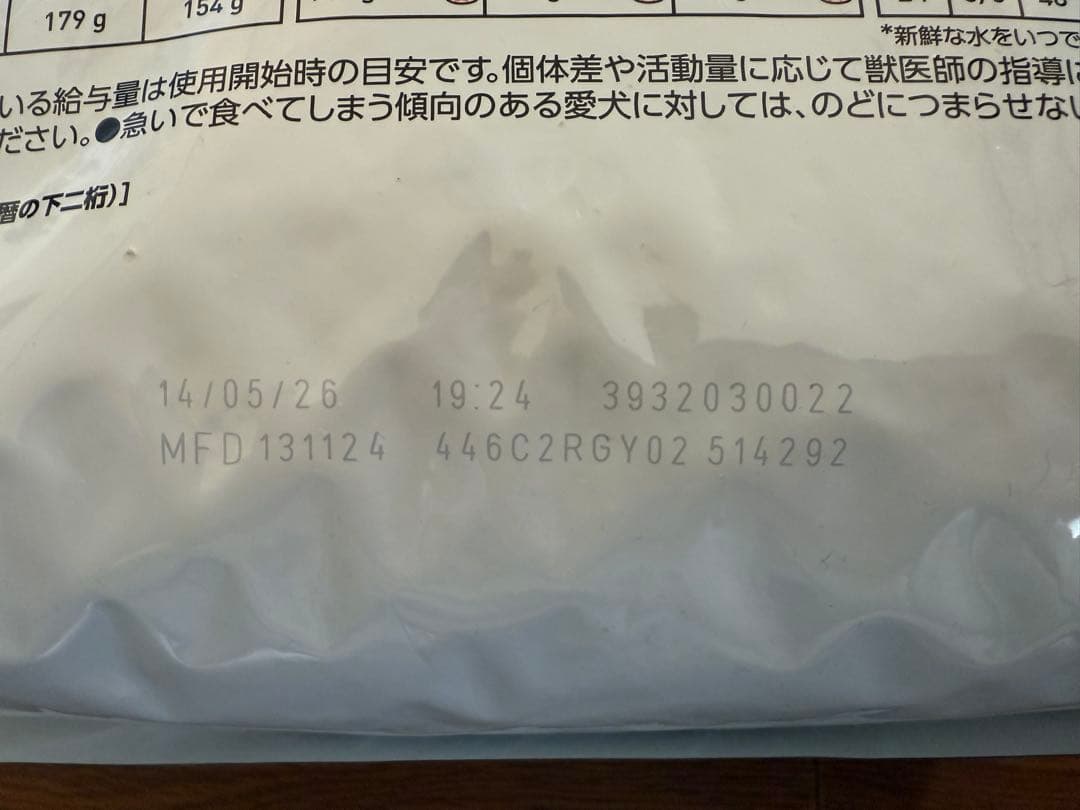 179 g 154 g
*新鮮な水をいつで
いる給与量は使用開始時の目安です。個体差や活動量に応じて獣医師の指導に
ださい。●急いで食べてしまう傾向のある愛犬に対しては、のどにつまらせない
暦の下二桁)]
14/05/26 19:24 3932030022
MFD 131124 446C2RGY02 514292